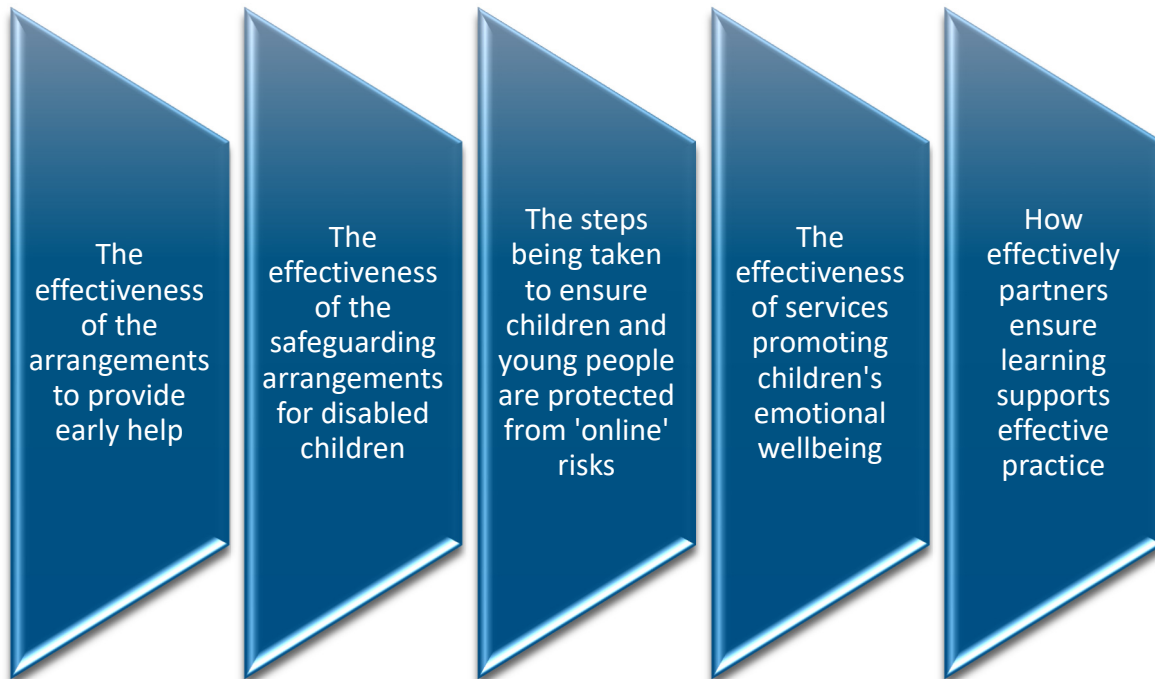 The
effectiveness
of the
arrangements
to provide
early help
The
effectiveness
of the
safeguarding
arrangements
for disabled
children
The steps
being taken
to ensure
children and
young people
are protected
from 'online'
risks
The
effectiveness
of services
promoting
children's
emotional
wellbeing
How
effectively
partners
ensure
learning
supports
effective
practice